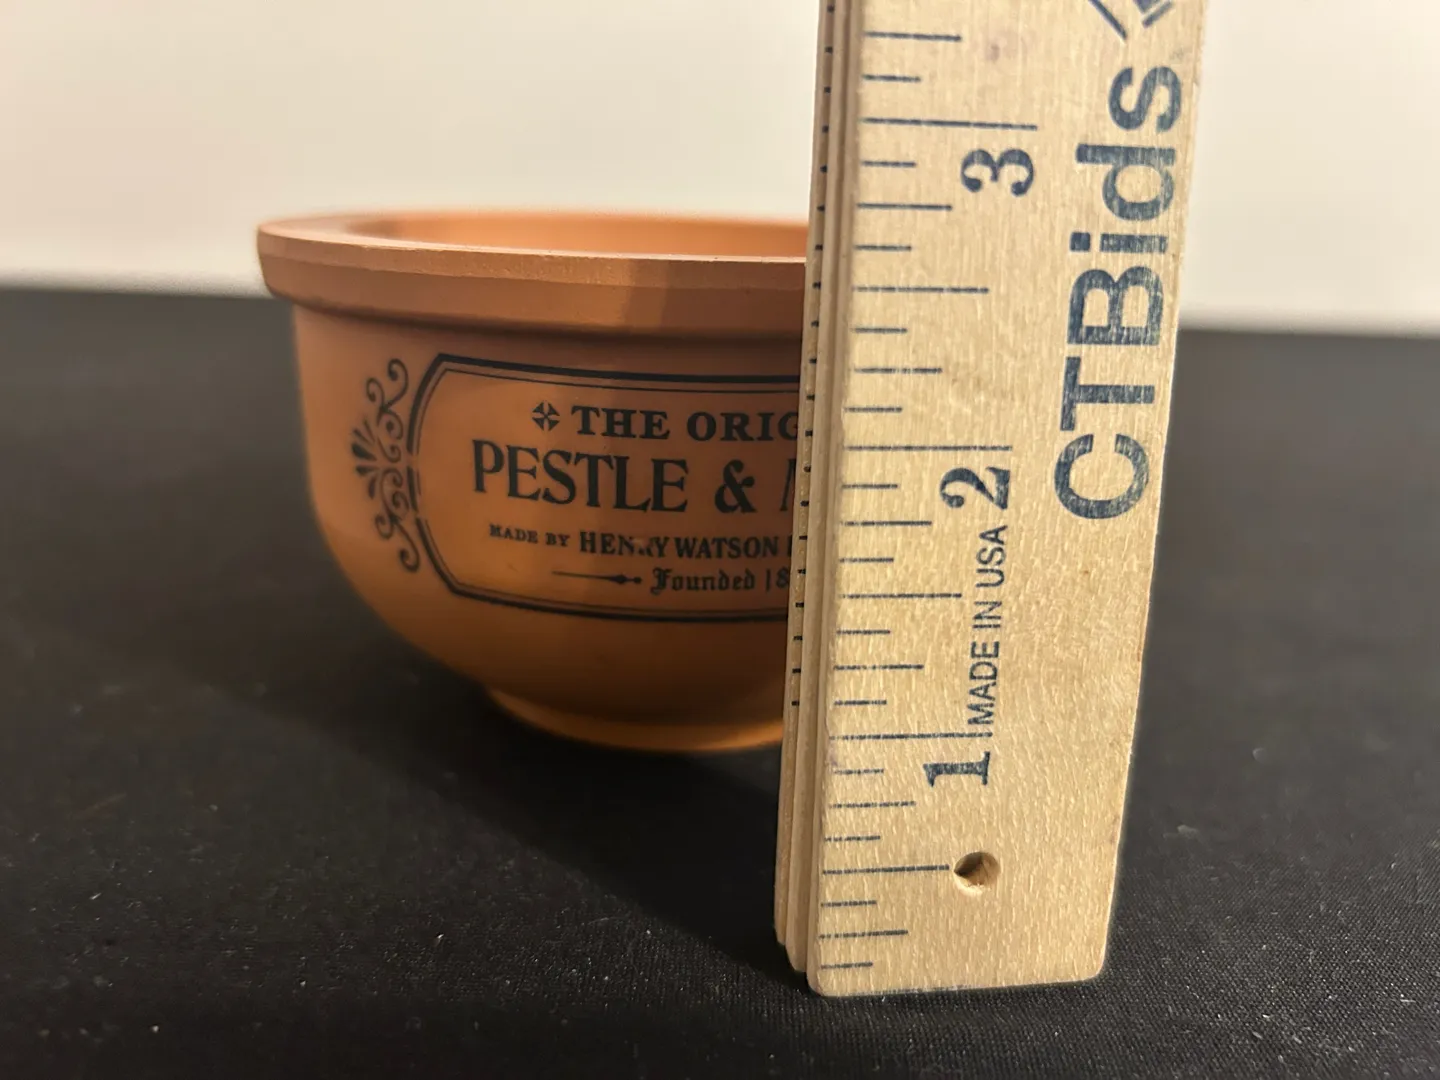 THE ORIG
PESTLE & M
MADE BY HENRY WATSON
Founded 18
3
2
1
MADE IN USA
CTBids